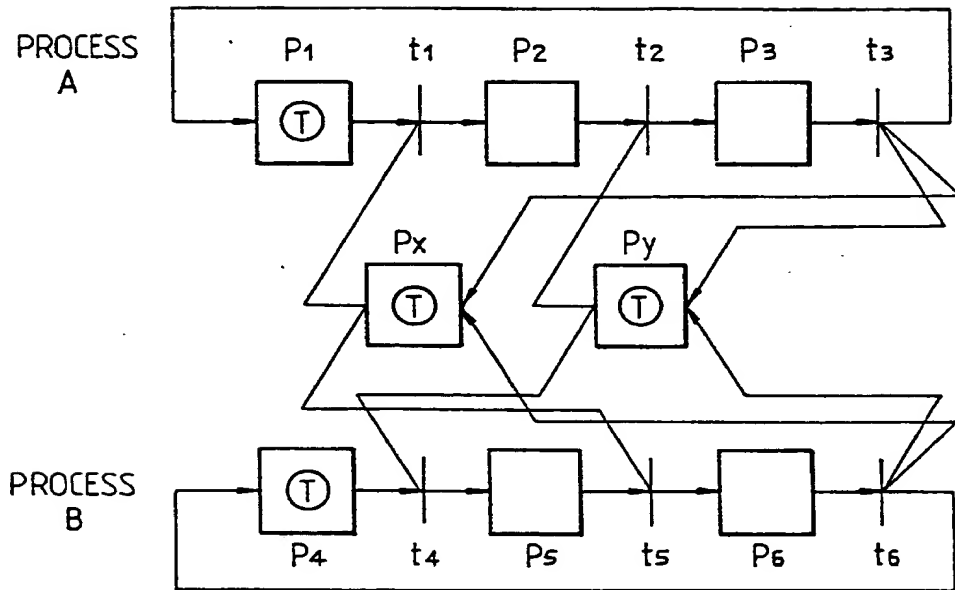 PROCESS A
P1 t1 P2 t2 P3 t3
T
Px Py
T T
PROCESS B
T
P4 t4 P5 t5 P6 t6